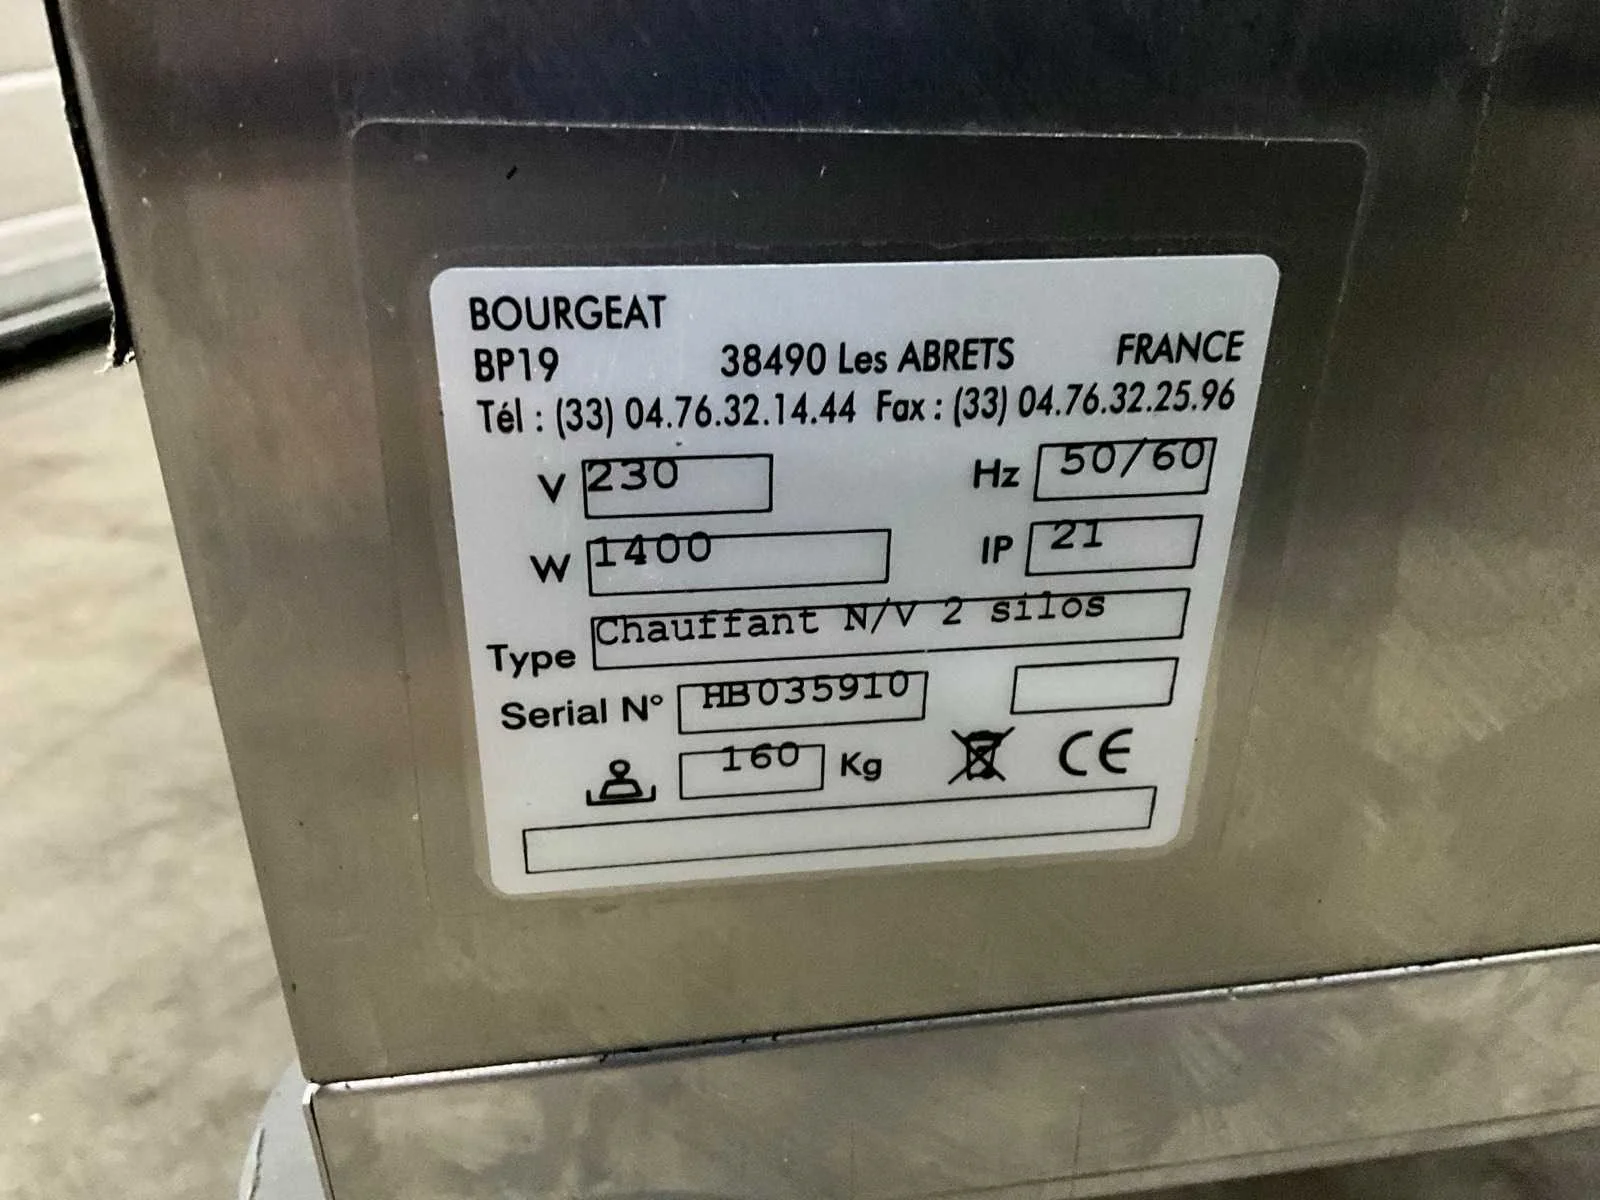 BOURGEAT
BP19 38490 Les ABRETS FRANCE
Tél : (33) 04.76.32.14.44 Fax : (33) 04.76.32.25.96
V 230 Hz 50/60
W 1400 IP 21
Type Chauffant N/V 2 silos
Serial N° HB035910
160 Kg CE